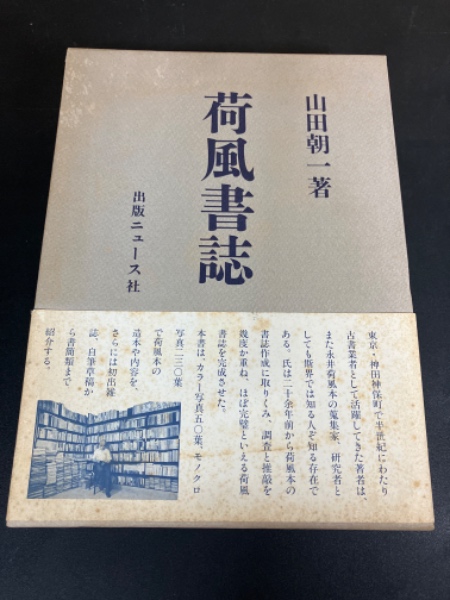 山田朝一著
荷風書誌
出版ニュース社
東京・神田神保町で半世紀にわたり
古書業者として活躍してきた著者は、
また永井荷風本の蒐集家、研究者と
しても斯界では知る人ぞ知る存在で
ある。氏は二十余年前から荷風本の
書誌作成に取りくみ、調査と推敲を
幾度か重ね、ほぼ完璧といえる荷風
書誌を完成させた。
本書は、カラー写真五〇葉、モノクロ
写真二三〇葉
で荷風本の
造本や内容を、
さらには初出雑
誌、自筆草稿か
ら書簡類まで
紹介する。